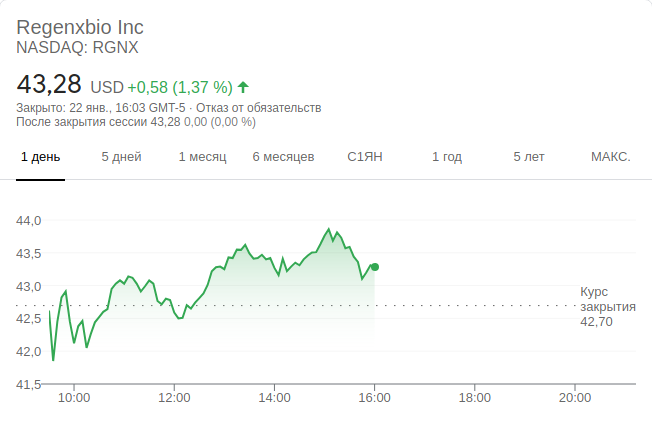 Regenxbio Inc
NASDAQ: RGNX
43,28 USD +0,58 (1,37 %)
Закрыто: 22 янв., 16:03 GMT-5 · Отказ от обязательств
После закрытия сессии 43,28 0,00 (0,00 %)
1 день 5 дней 1 месяц 6 месяцев С1ЯН 1 год 5 лет МАКС.
44,0
43,5
43,0
42,5
42,0
41,5
Курс
закрытия
42,70
10:00 12:00 14:00 16:00 18:00 20:00